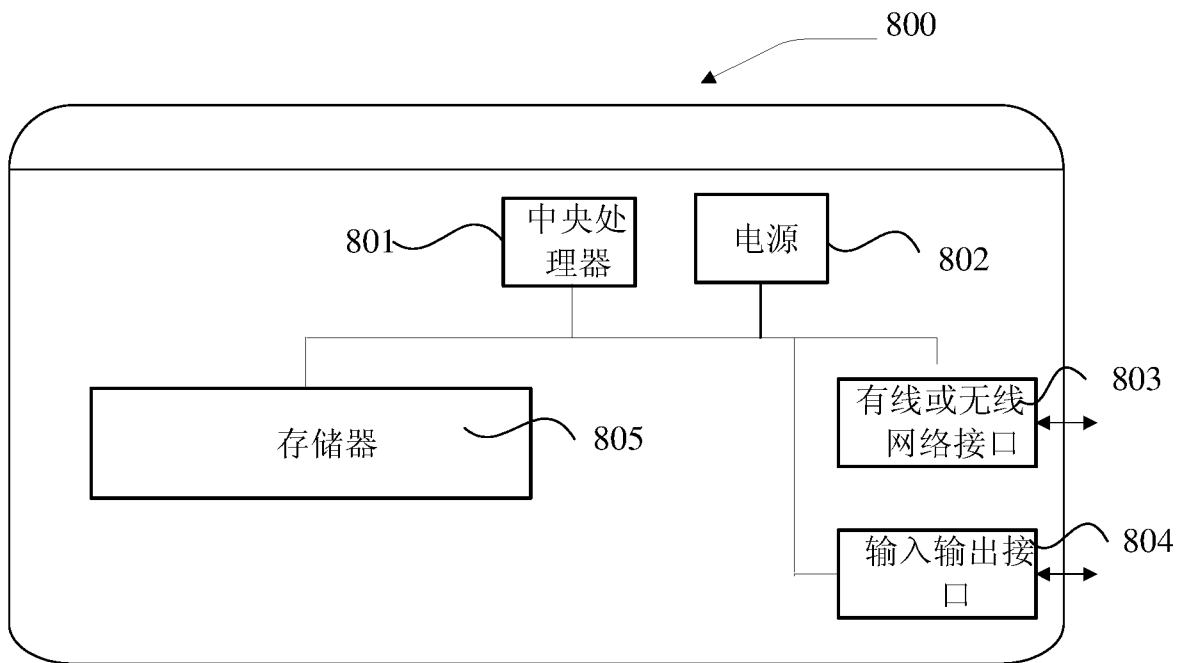 800
中央处
理器
801
电源
802
有线或无线
网络接口
803
存储器
805
输入输出接
口
804